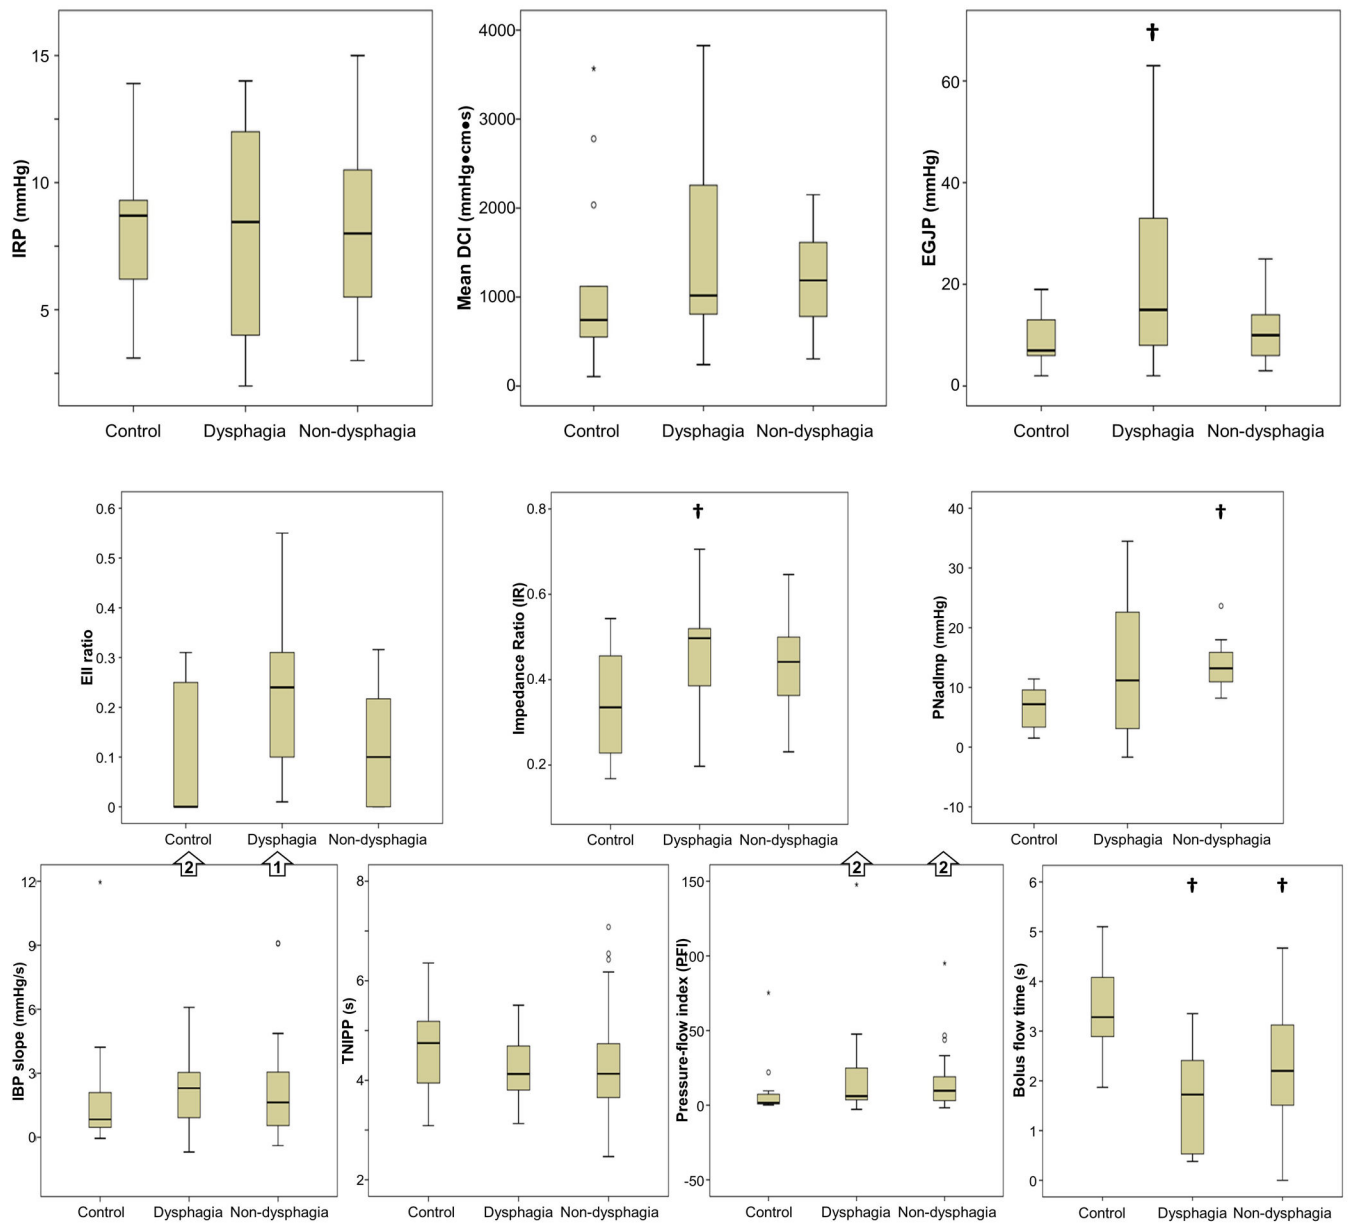 IRP (mmHg)
15
10
5
Control Dysphagia Non-dysphagia
Mean DCI (mmHg●cm●s)
4000
3000
2000
1000
0
*
Control Dysphagia Non-dysphagia
EGJP (mmHg)
†
60
40
20
0
Control Dysphagia Non-dysphagia
EII ratio
0.6
0.5
0.4
0.3
0.2
0.1
0
Control Dysphagia Non-dysphagia
Impedance Ratio (IR)
†
0.8
0.6
0.4
0.2
Control Dysphagia Non-dysphagia
PNadImp (mmHg)
†
40
30
20
10
0
-10
Control Dysphagia Non-dysphagia
IBP slope (mmHg/s)
2 1
12
9
6
3
0
*
Control Dysphagia Non-dysphagia
TNIPP (s)
8
6
4
2
Control Dysphagia Non-dysphagia
Pressure-flow index (PFI)
2 2
150
100
50
0
-50
* * *
Control Dysphagia Non-dysphagia
Bolus flow time (s)
† †
6
5
4
3
2
1
0
Control Dysphagia Non-dysphagia